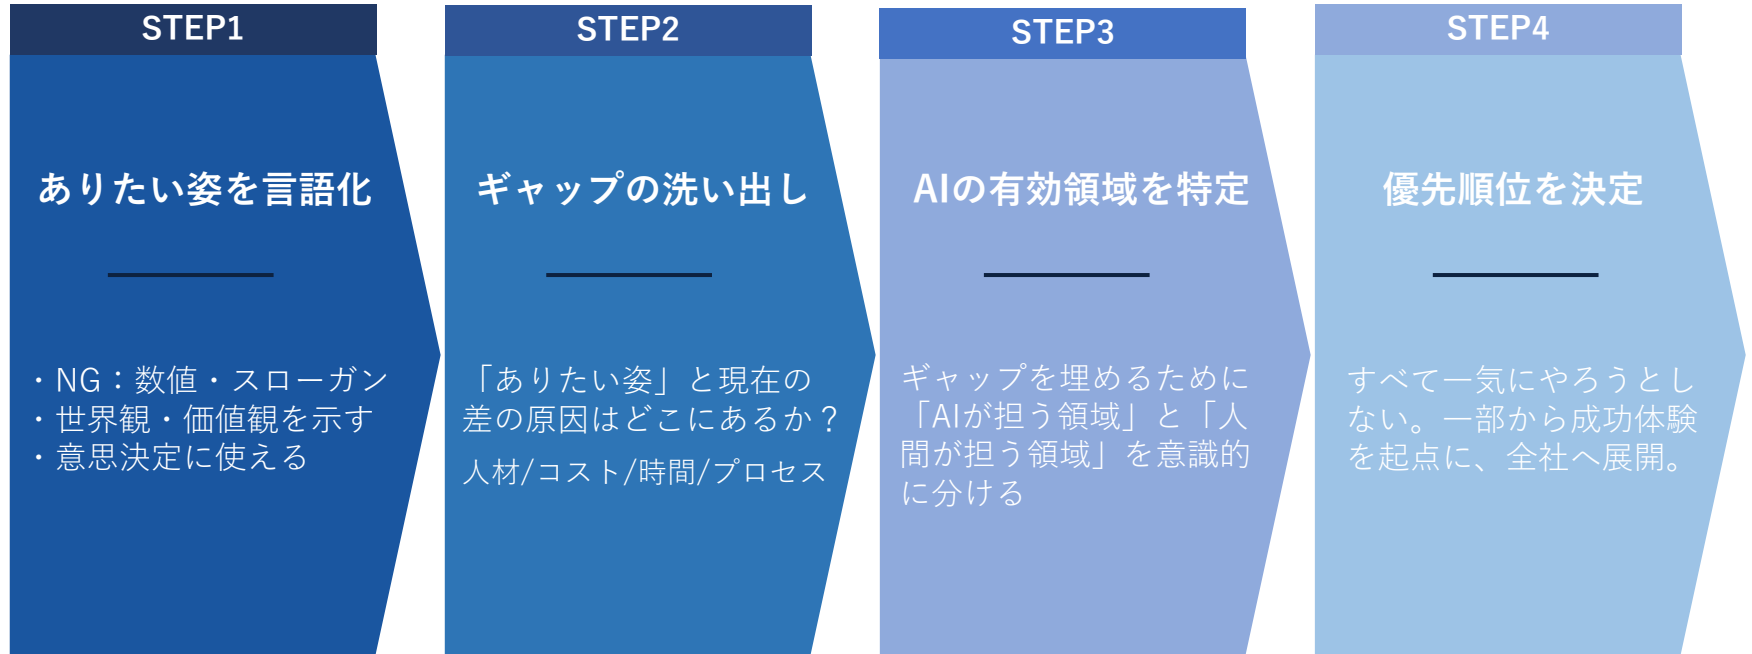 STEP1
ありたい姿を言語化
・NG：数値・スローガン
・世界観・価値観を示す
・意思決定に使える
STEP2
ギャップの洗い出し
「ありたい姿」と現在の
差の原因はどこにあるか？
人材/コスト/時間/プロセス
STEP3
AIの有効領域を特定
ギャップを埋めるために
「AIが担う領域」と「人
間が担う領域」を意識的
に分ける
STEP4
優先順位を決定
すべて一気にやろうとし
ない。一部から成功体験
を起点に、全社へ展開。